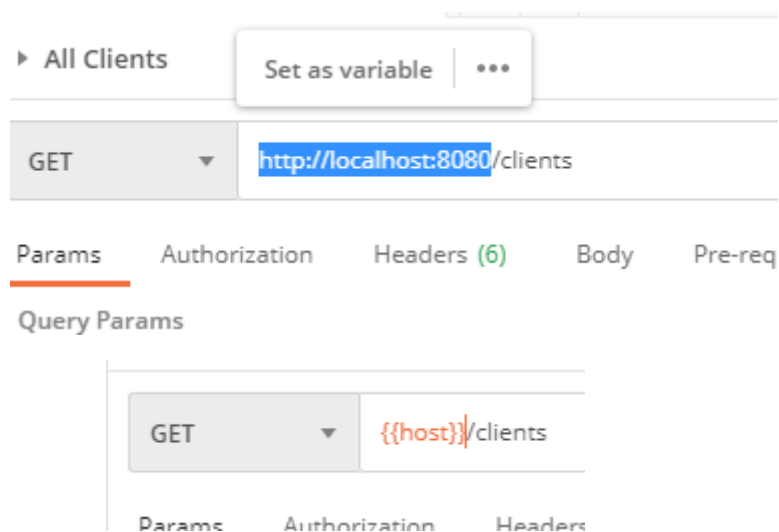 All Clients
Set as variable •••
GET http://localhost:8080/clients
Params Authorization Headers (6) Body Pre-req
Query Params
GET {{host}}/clients
Params Authorization Headers